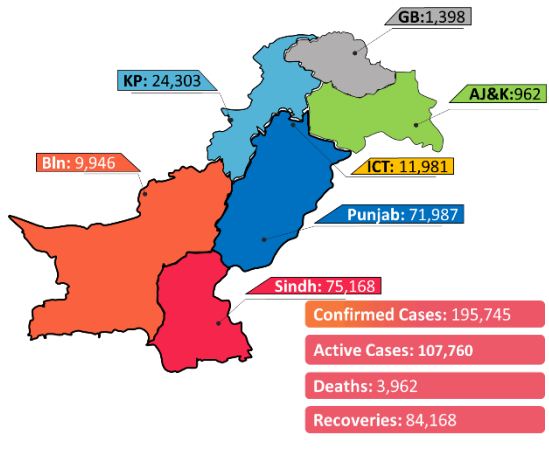 GB:1,398
KP: 24,303
AJ&K:962
Bln: 9,946
ICT: 11,981
Punjab: 71,987
Sindh: 75,168
Confirmed Cases: 195,745
Active Cases: 107,760
Deaths: 3,962
Recoveries: 84,168